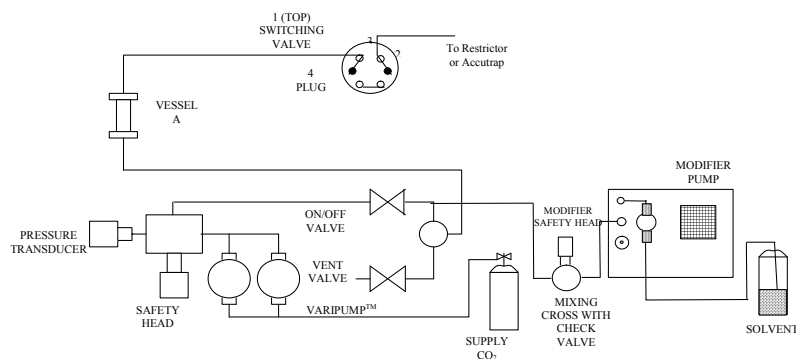 1 (TOP)
SWITCHING
VALVE
3
2
To Restrictor
or Accutrap
4
PLUG
VESSEL
A
MODIFIER
PUMP
MODIFIER
SAFETY HEAD
ON/OFF
VALVE
PRESSURE
TRANSDUCER
VENT
VALVE
SAFETY
HEAD
VARIPUMP™
SUPPLY
CO2
MIXING
CROSS WITH
CHECK
VALVE
SOLVENT